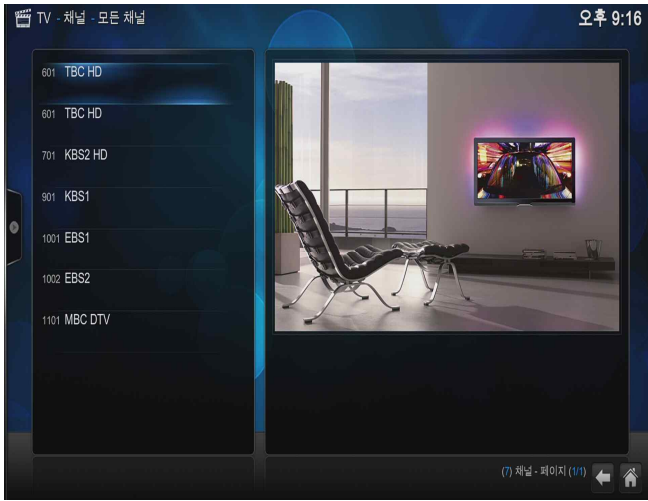 TV - 채널 - 모든 채널
오후 9:16
601 TBC HD
601 TBC HD
701 KBS2 HD
901 KBS1
1001 EBS1
1002 EBS2
1101 MBC DTV
(7) 채널 - 페이지 (1/1)